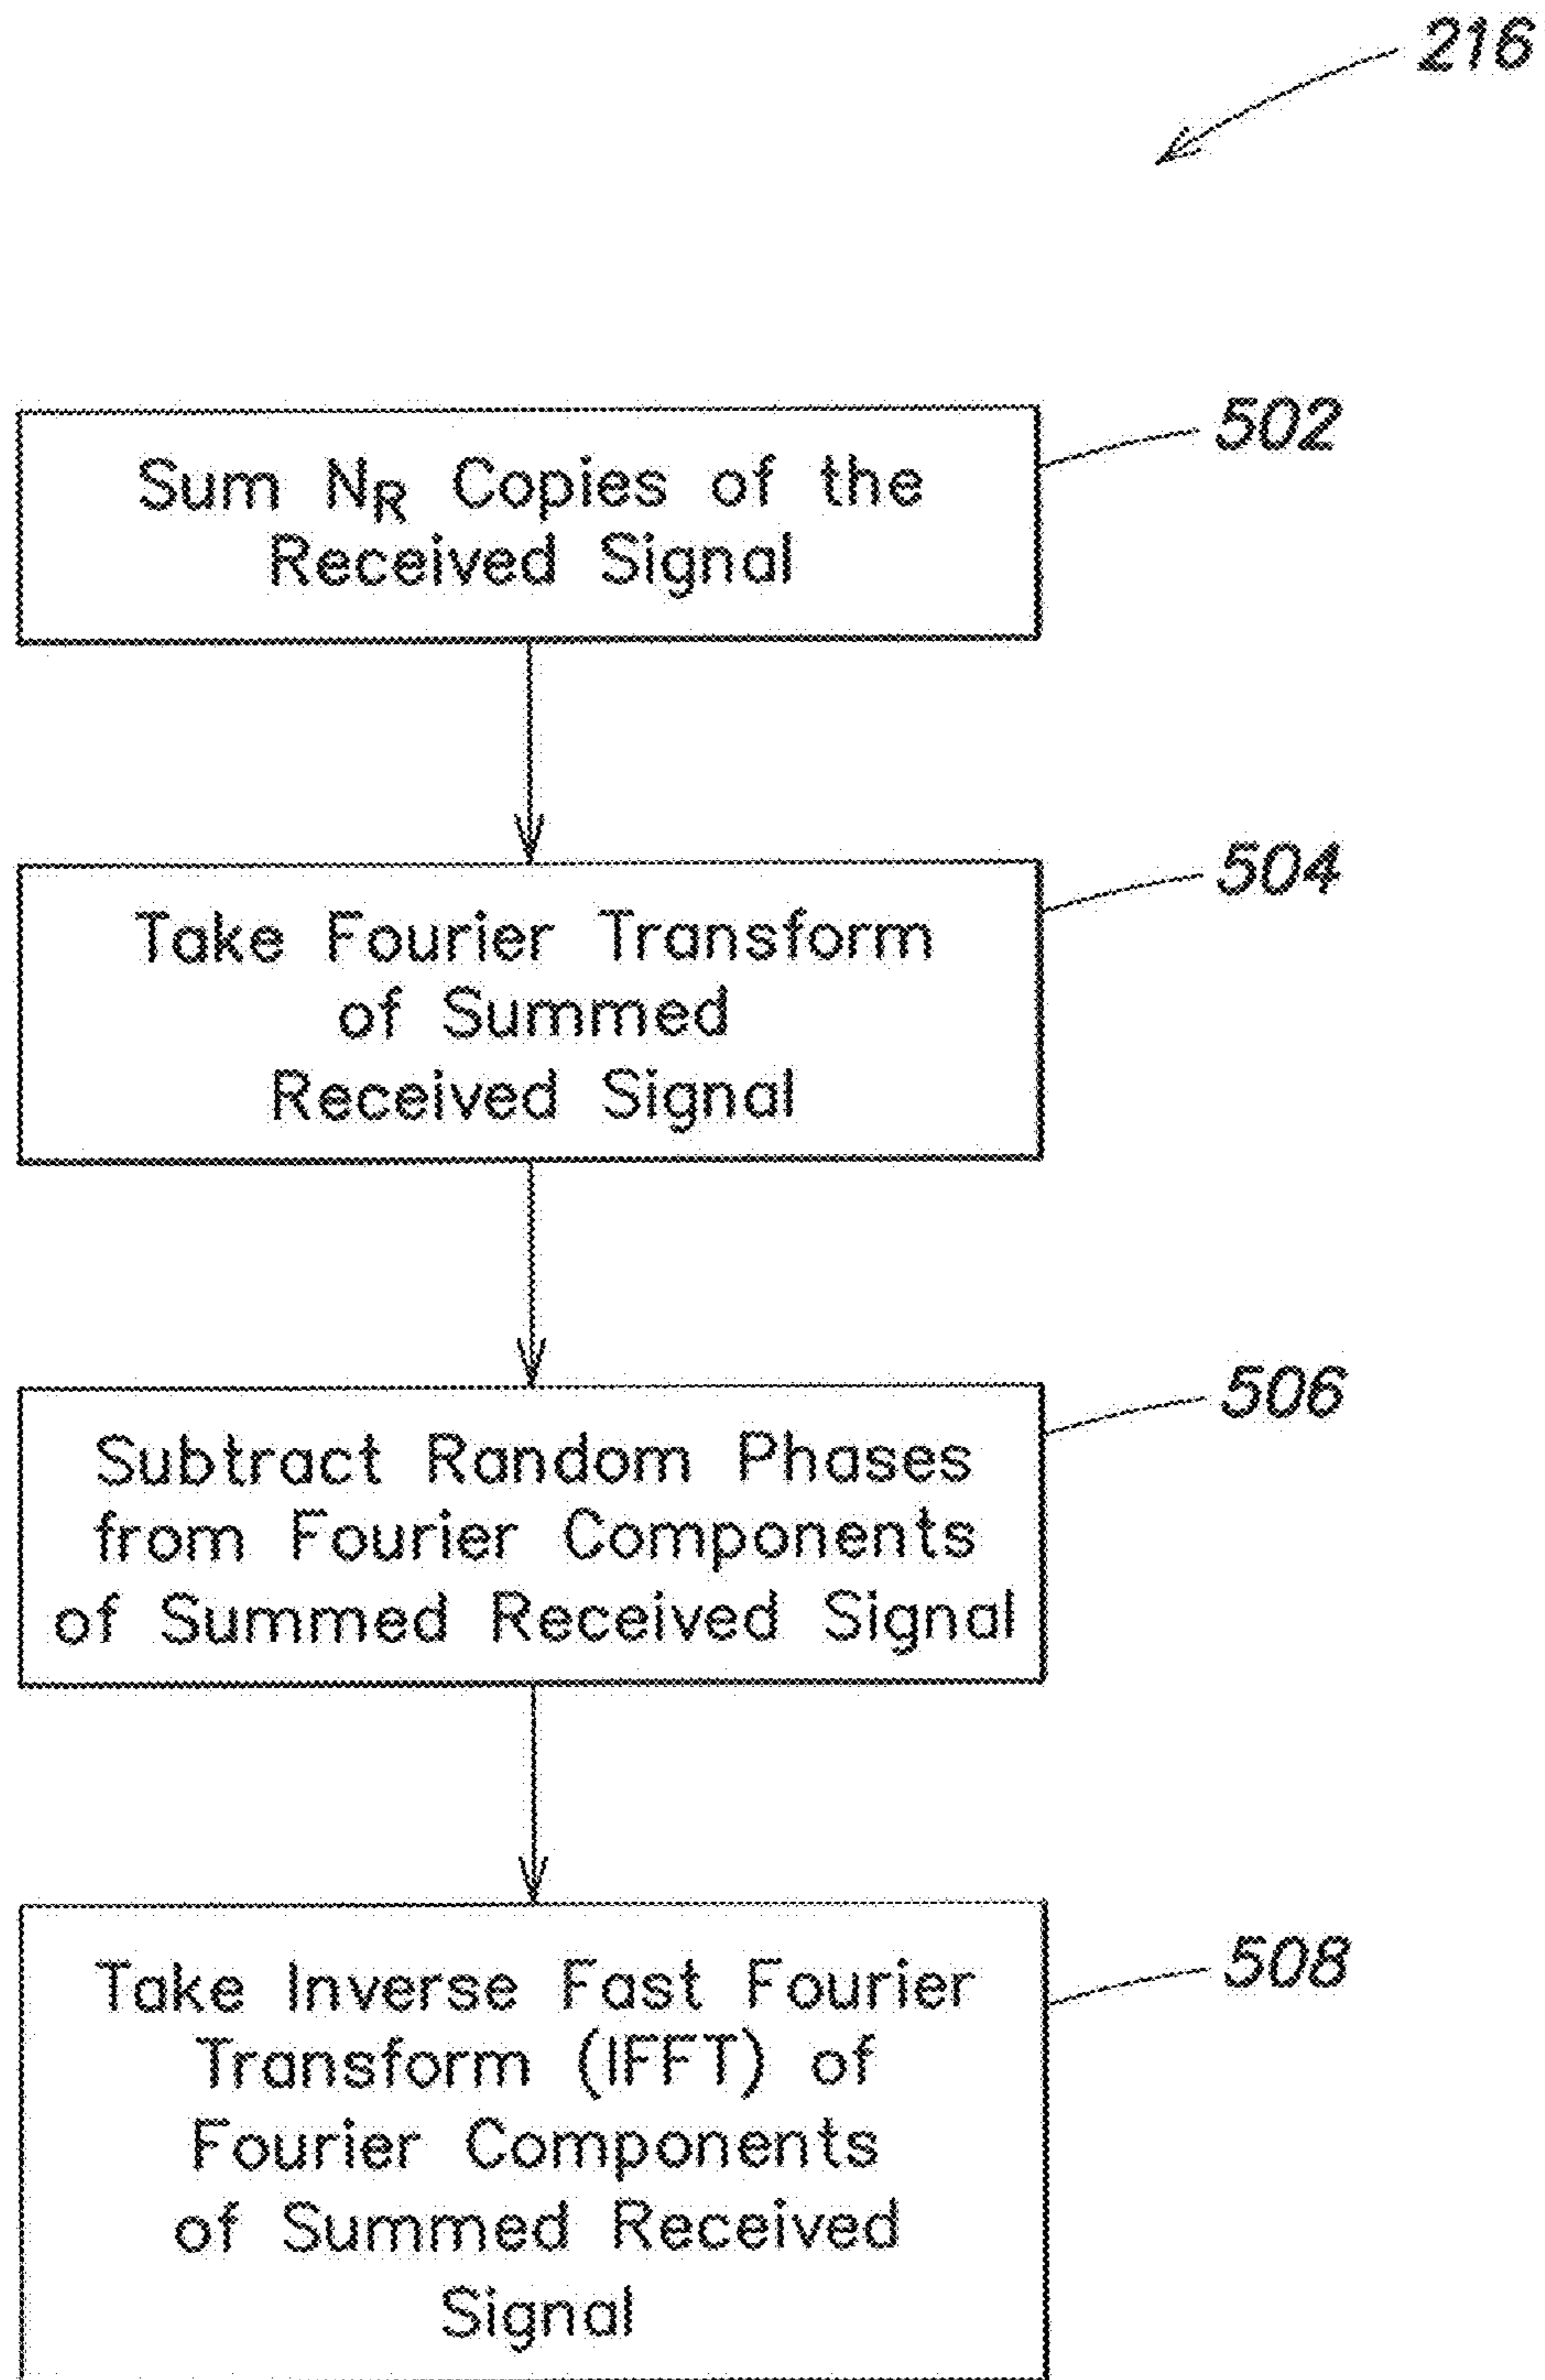 216
502
Sum NR Copies of the
Received Signal
504
Take Fourier Transform
of Summed
Received Signal
506
Subtract Random Phases
from Fourier Components
of Summed Received Signal
508
Take Inverse Fast Fourier
Transform (IFFT) of
Fourier Components
of Summed Received
Signal